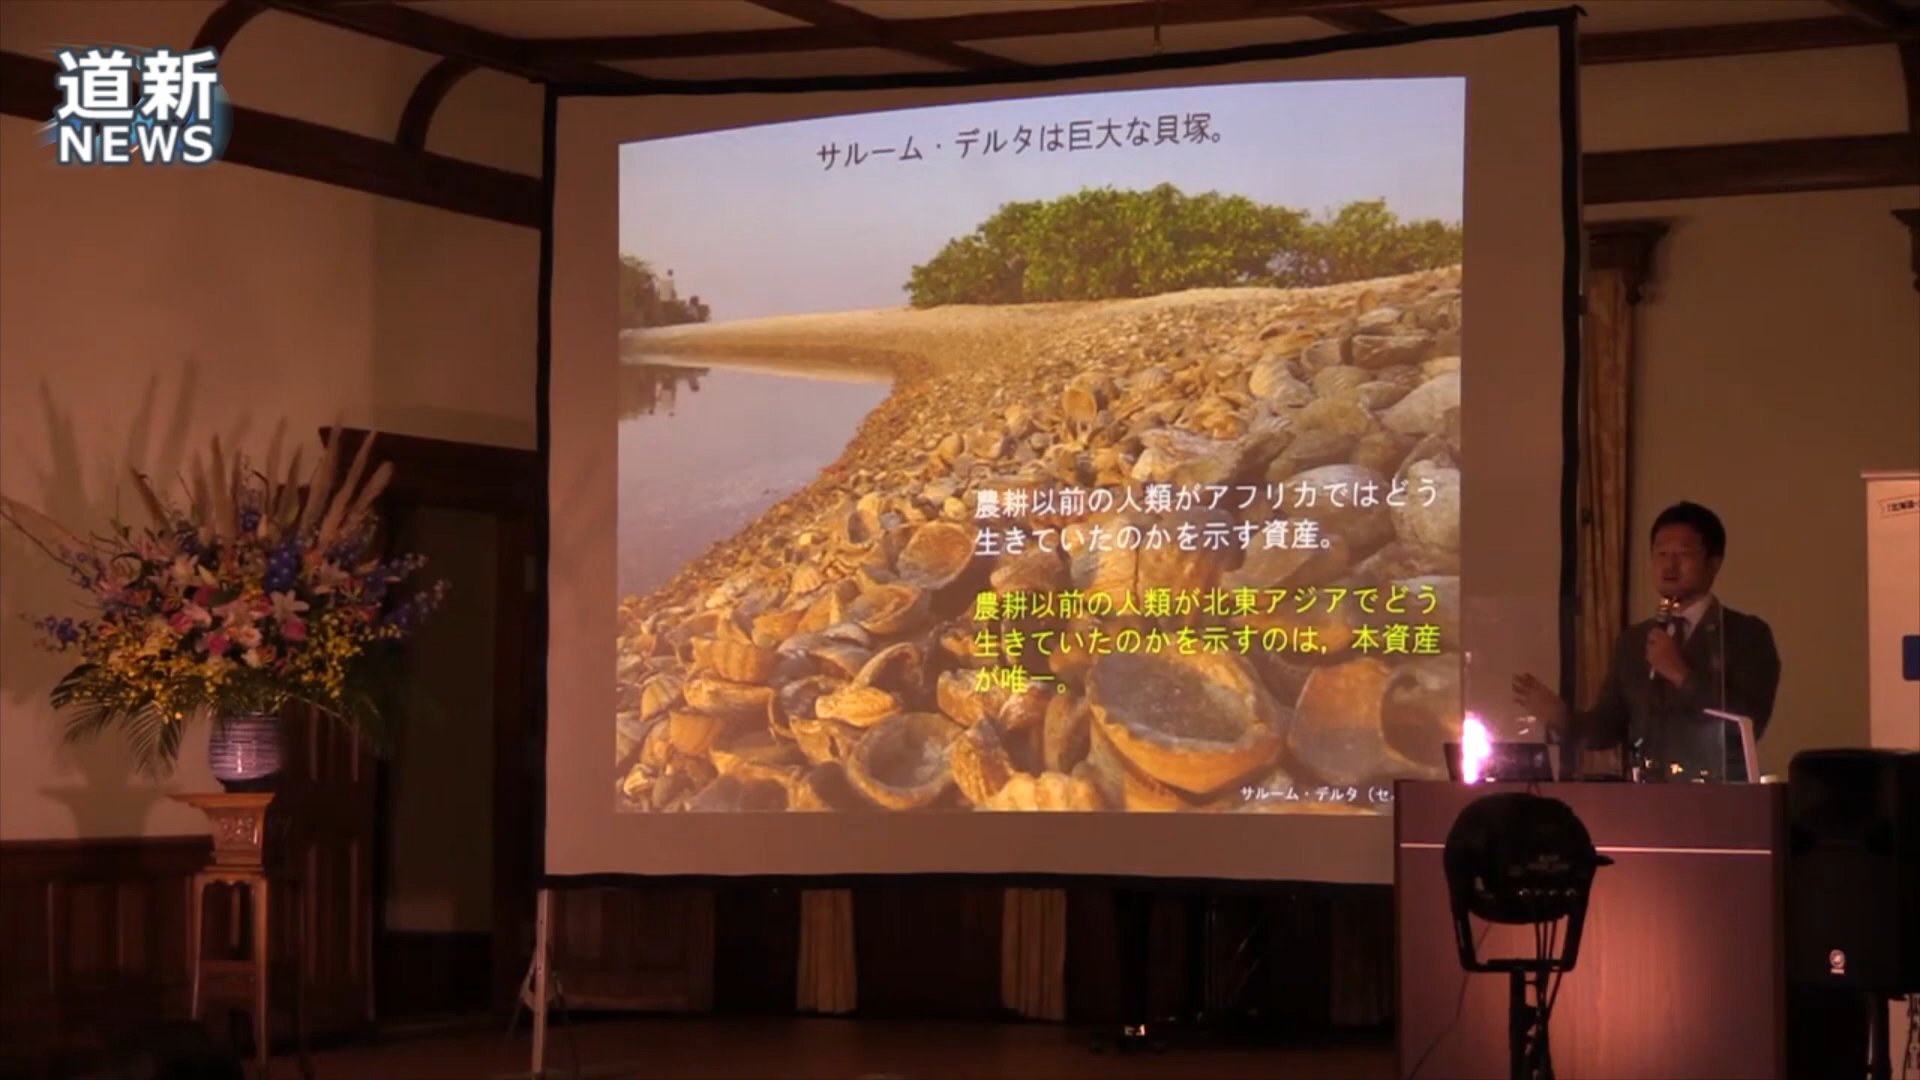 道新
NEWS
サルーム・デルタは巨大な貝塚。
農耕以前の人類がアフリカではどう
生きていたのかを示す資産。
農耕以前の人類が北東アジアでどう
生きていたのかを示すのは，本資産
が唯一。
サルーム・デルタ（セ